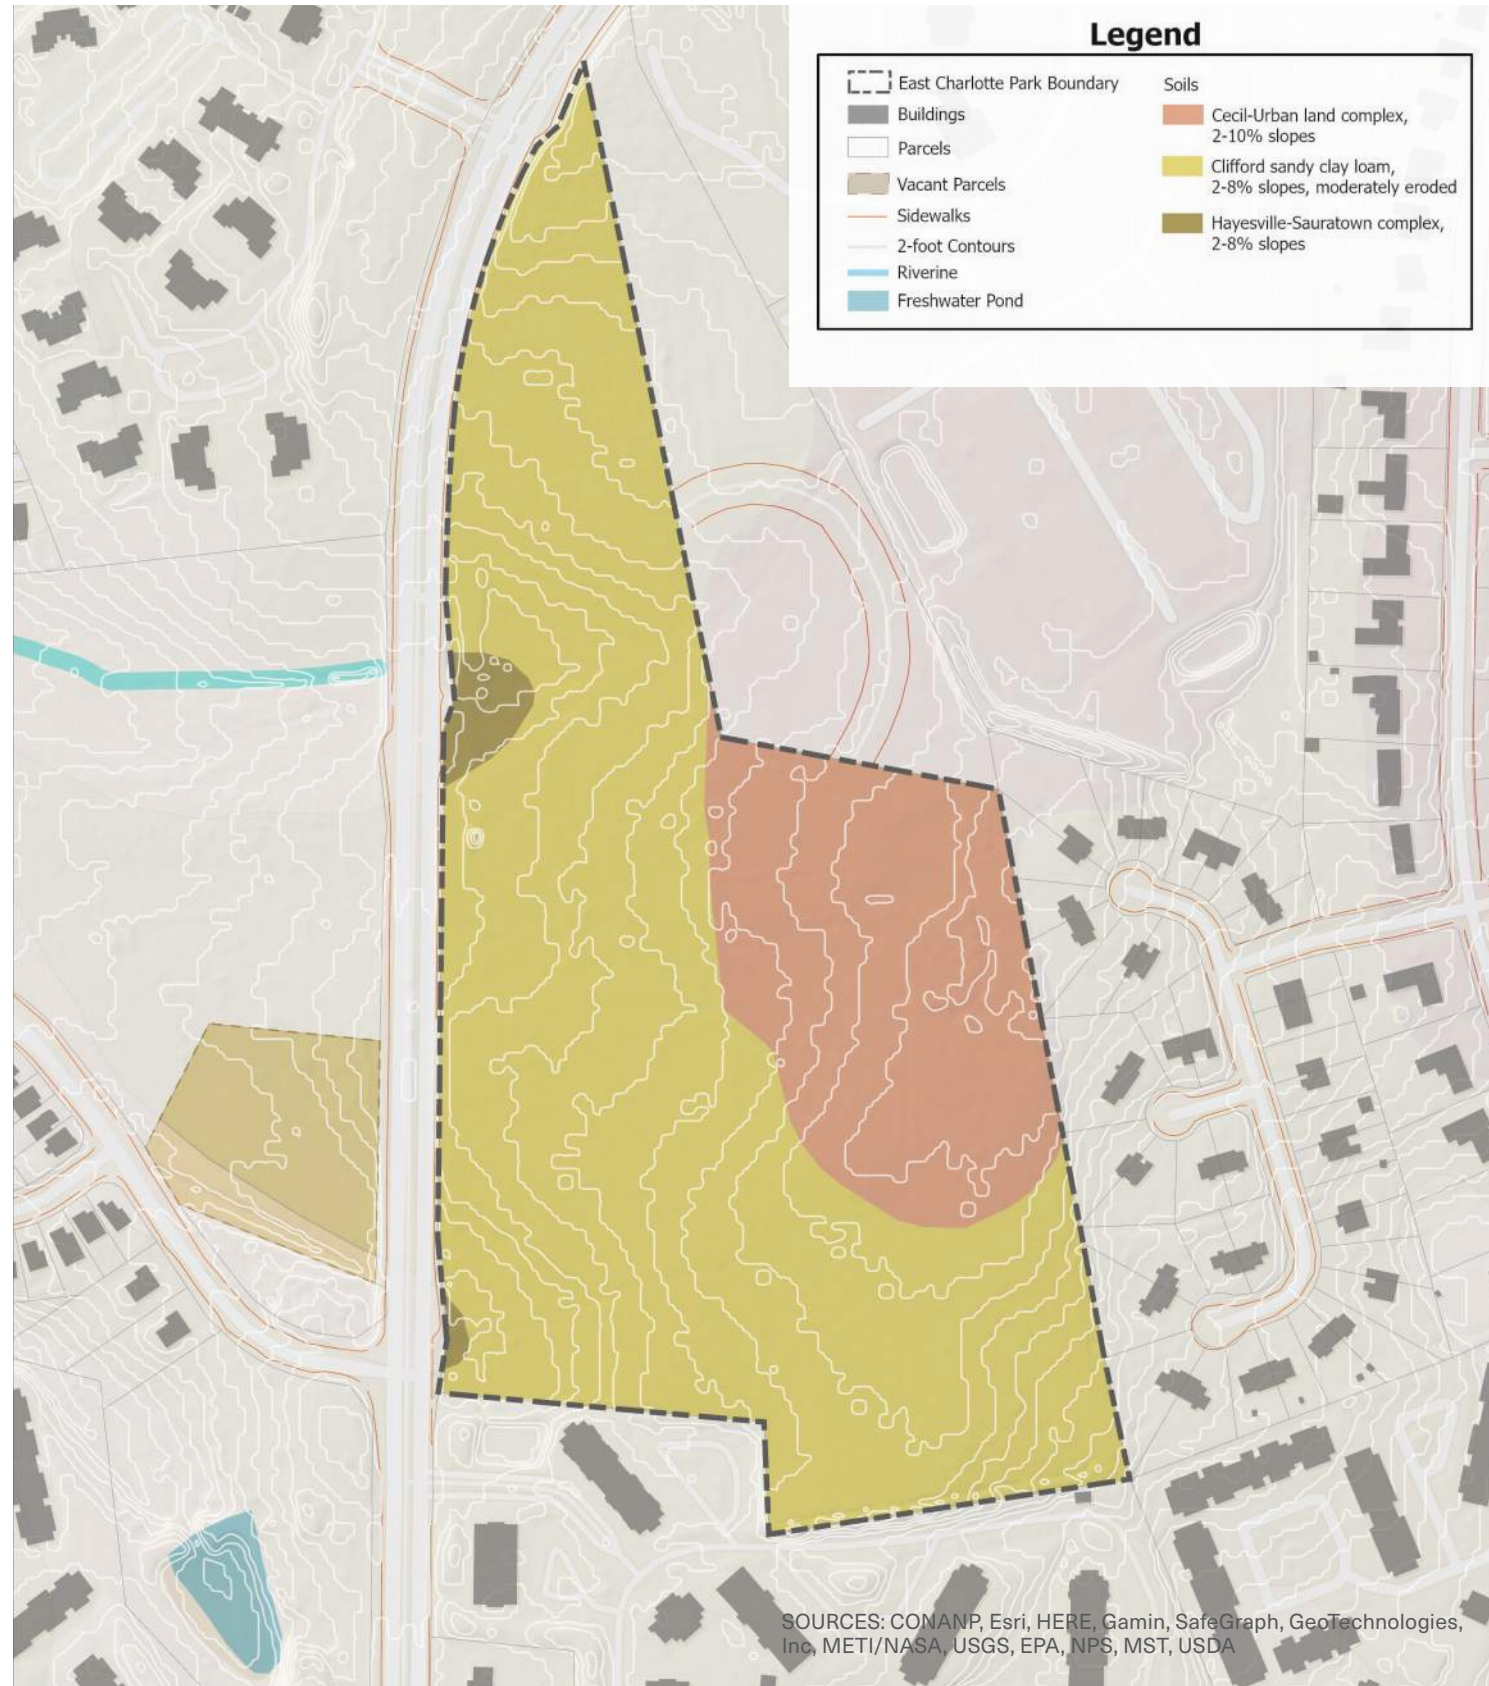 Legend
East Charlotte Park Boundary
Buildings
Parcels
Vacant Parcels
Sidewalks
2-foot Contours
Riverine
Freshwater Pond
Soils
Cecil-Urban land complex,
2-10% slopes
Clifford sandy clay loam,
2-8% slopes, moderately eroded
Hayesville-Sauratown complex,
2-8% slopes
SOURCES: CONANP, Esri, HERE, Gamin, SafeGraph, GeoTechnologies,
Inc, METI/NASA, USGS, EPA, NPS, MST, USDA